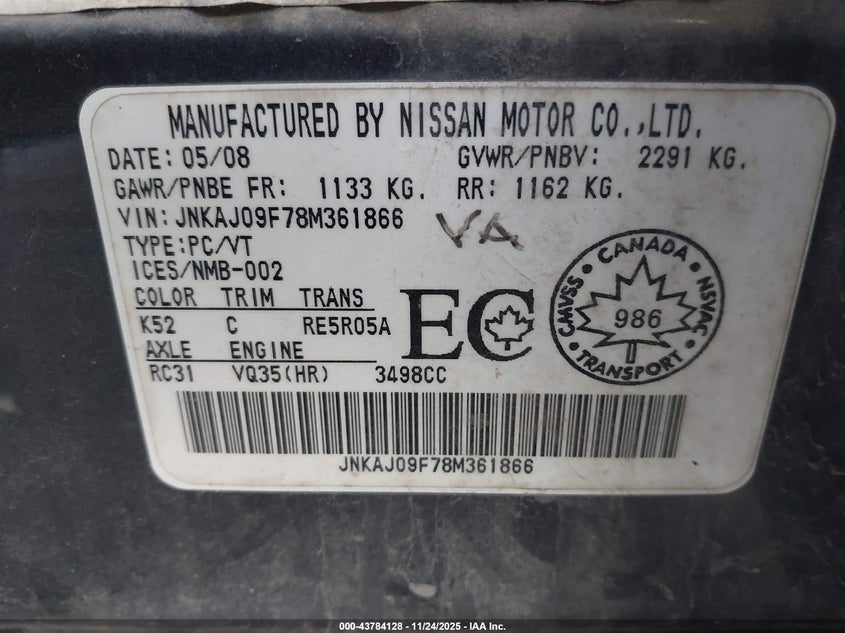 MANUFACTURED BY NISSAN MOTOR CO.,LTD.
DATE: 05/08 GVWR/PNBV: 2291 KG.
GAWR/PNBE FR: 1133 KG. RR: 1162 KG.
VIN: JNKAJ09F78M361866
VA
TYPE:PC/VT
ICES/NMB-002
COLOR TRIM TRANS
K52 C RE5R05A
AXLE ENGINE
RC31 VQ35(HR) 3498CC
EC
CANADA
CMVSS • NSVAC
986
TRANSPORT
JNKAJ09F78M361866
000-43784128 - 11/24/2025 - IAA Inc.